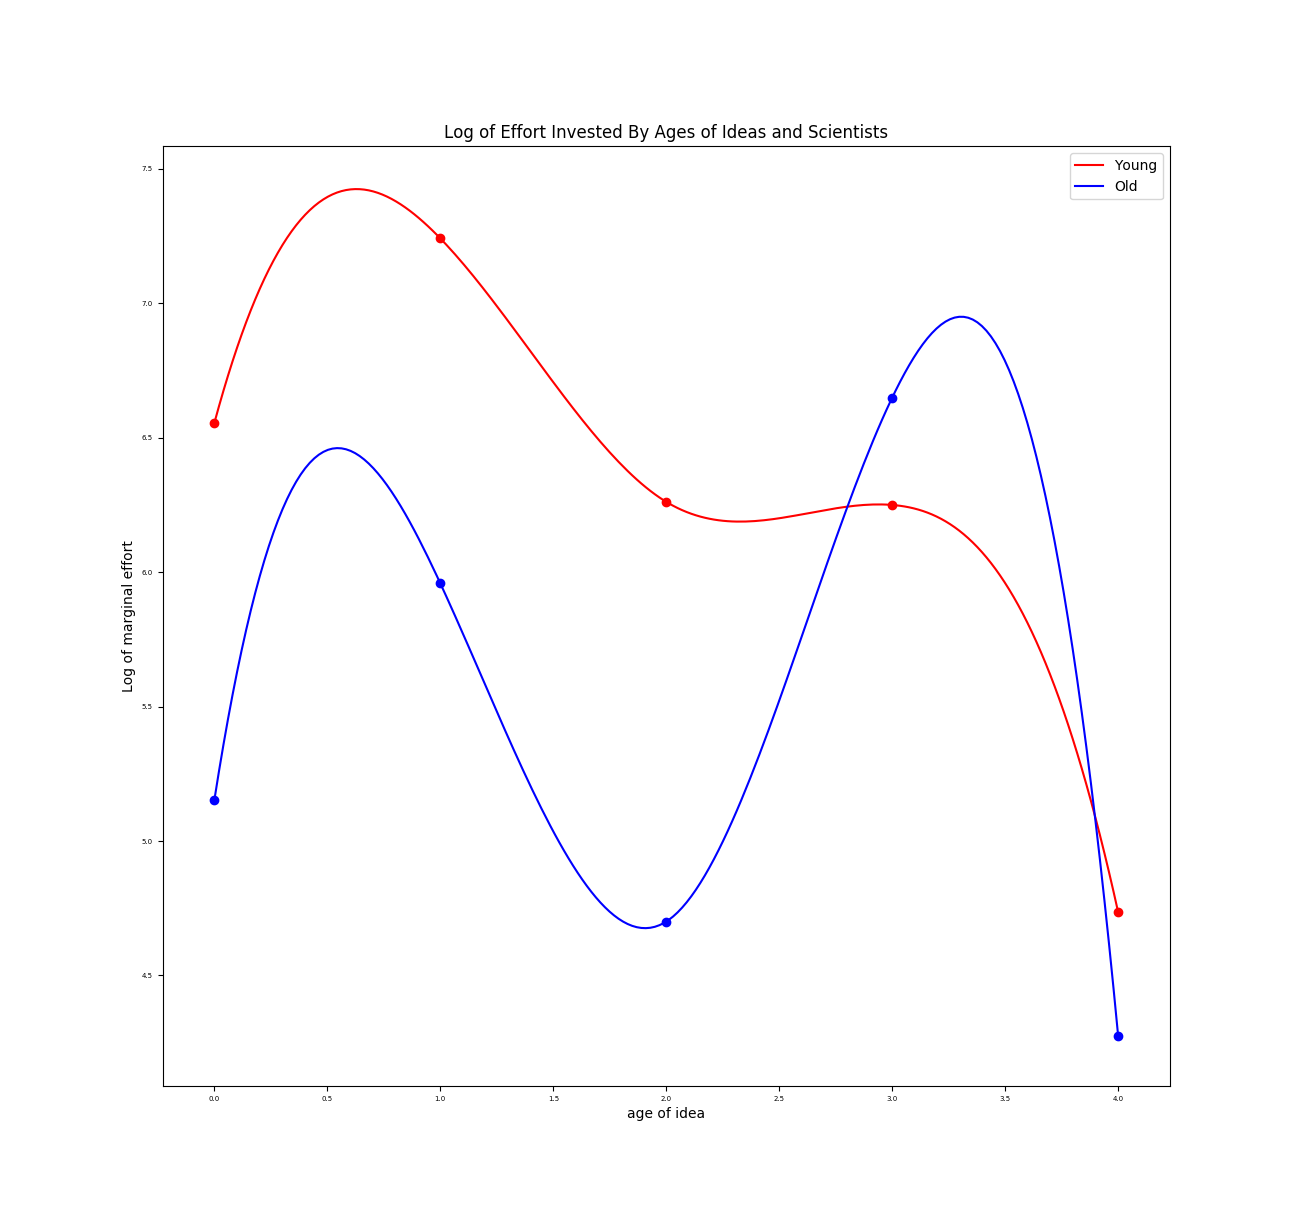 Log of Effort Invested By Ages of Ideas and Scientists
Young
Old
7.5
7.0
6.5
6.0
5.5
5.0
4.5
Log of marginal effort
0.0 0.5 1.0 1.5 2.0 2.5 3.0 3.5 4.0
age of idea